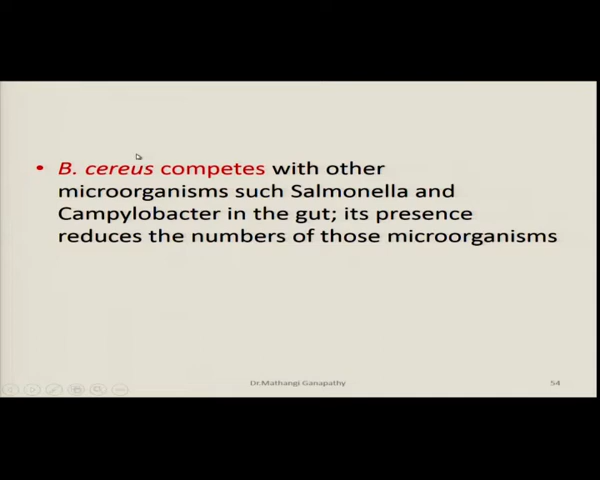 • B. cereus competes with other
microorganisms such Salmonella and
Campylobacter in the gut; its presence
reduces the numbers of those microorganisms
Dr.Mathangi Ganapathy
54